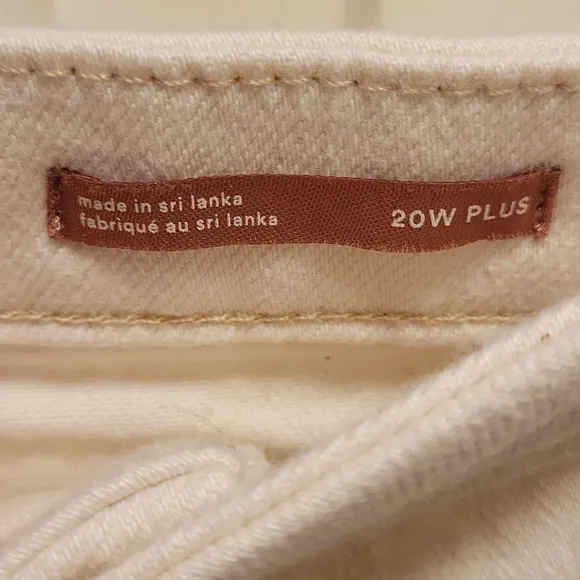 made in sri lanka
fabriqué au sri lanka
20W PLUS